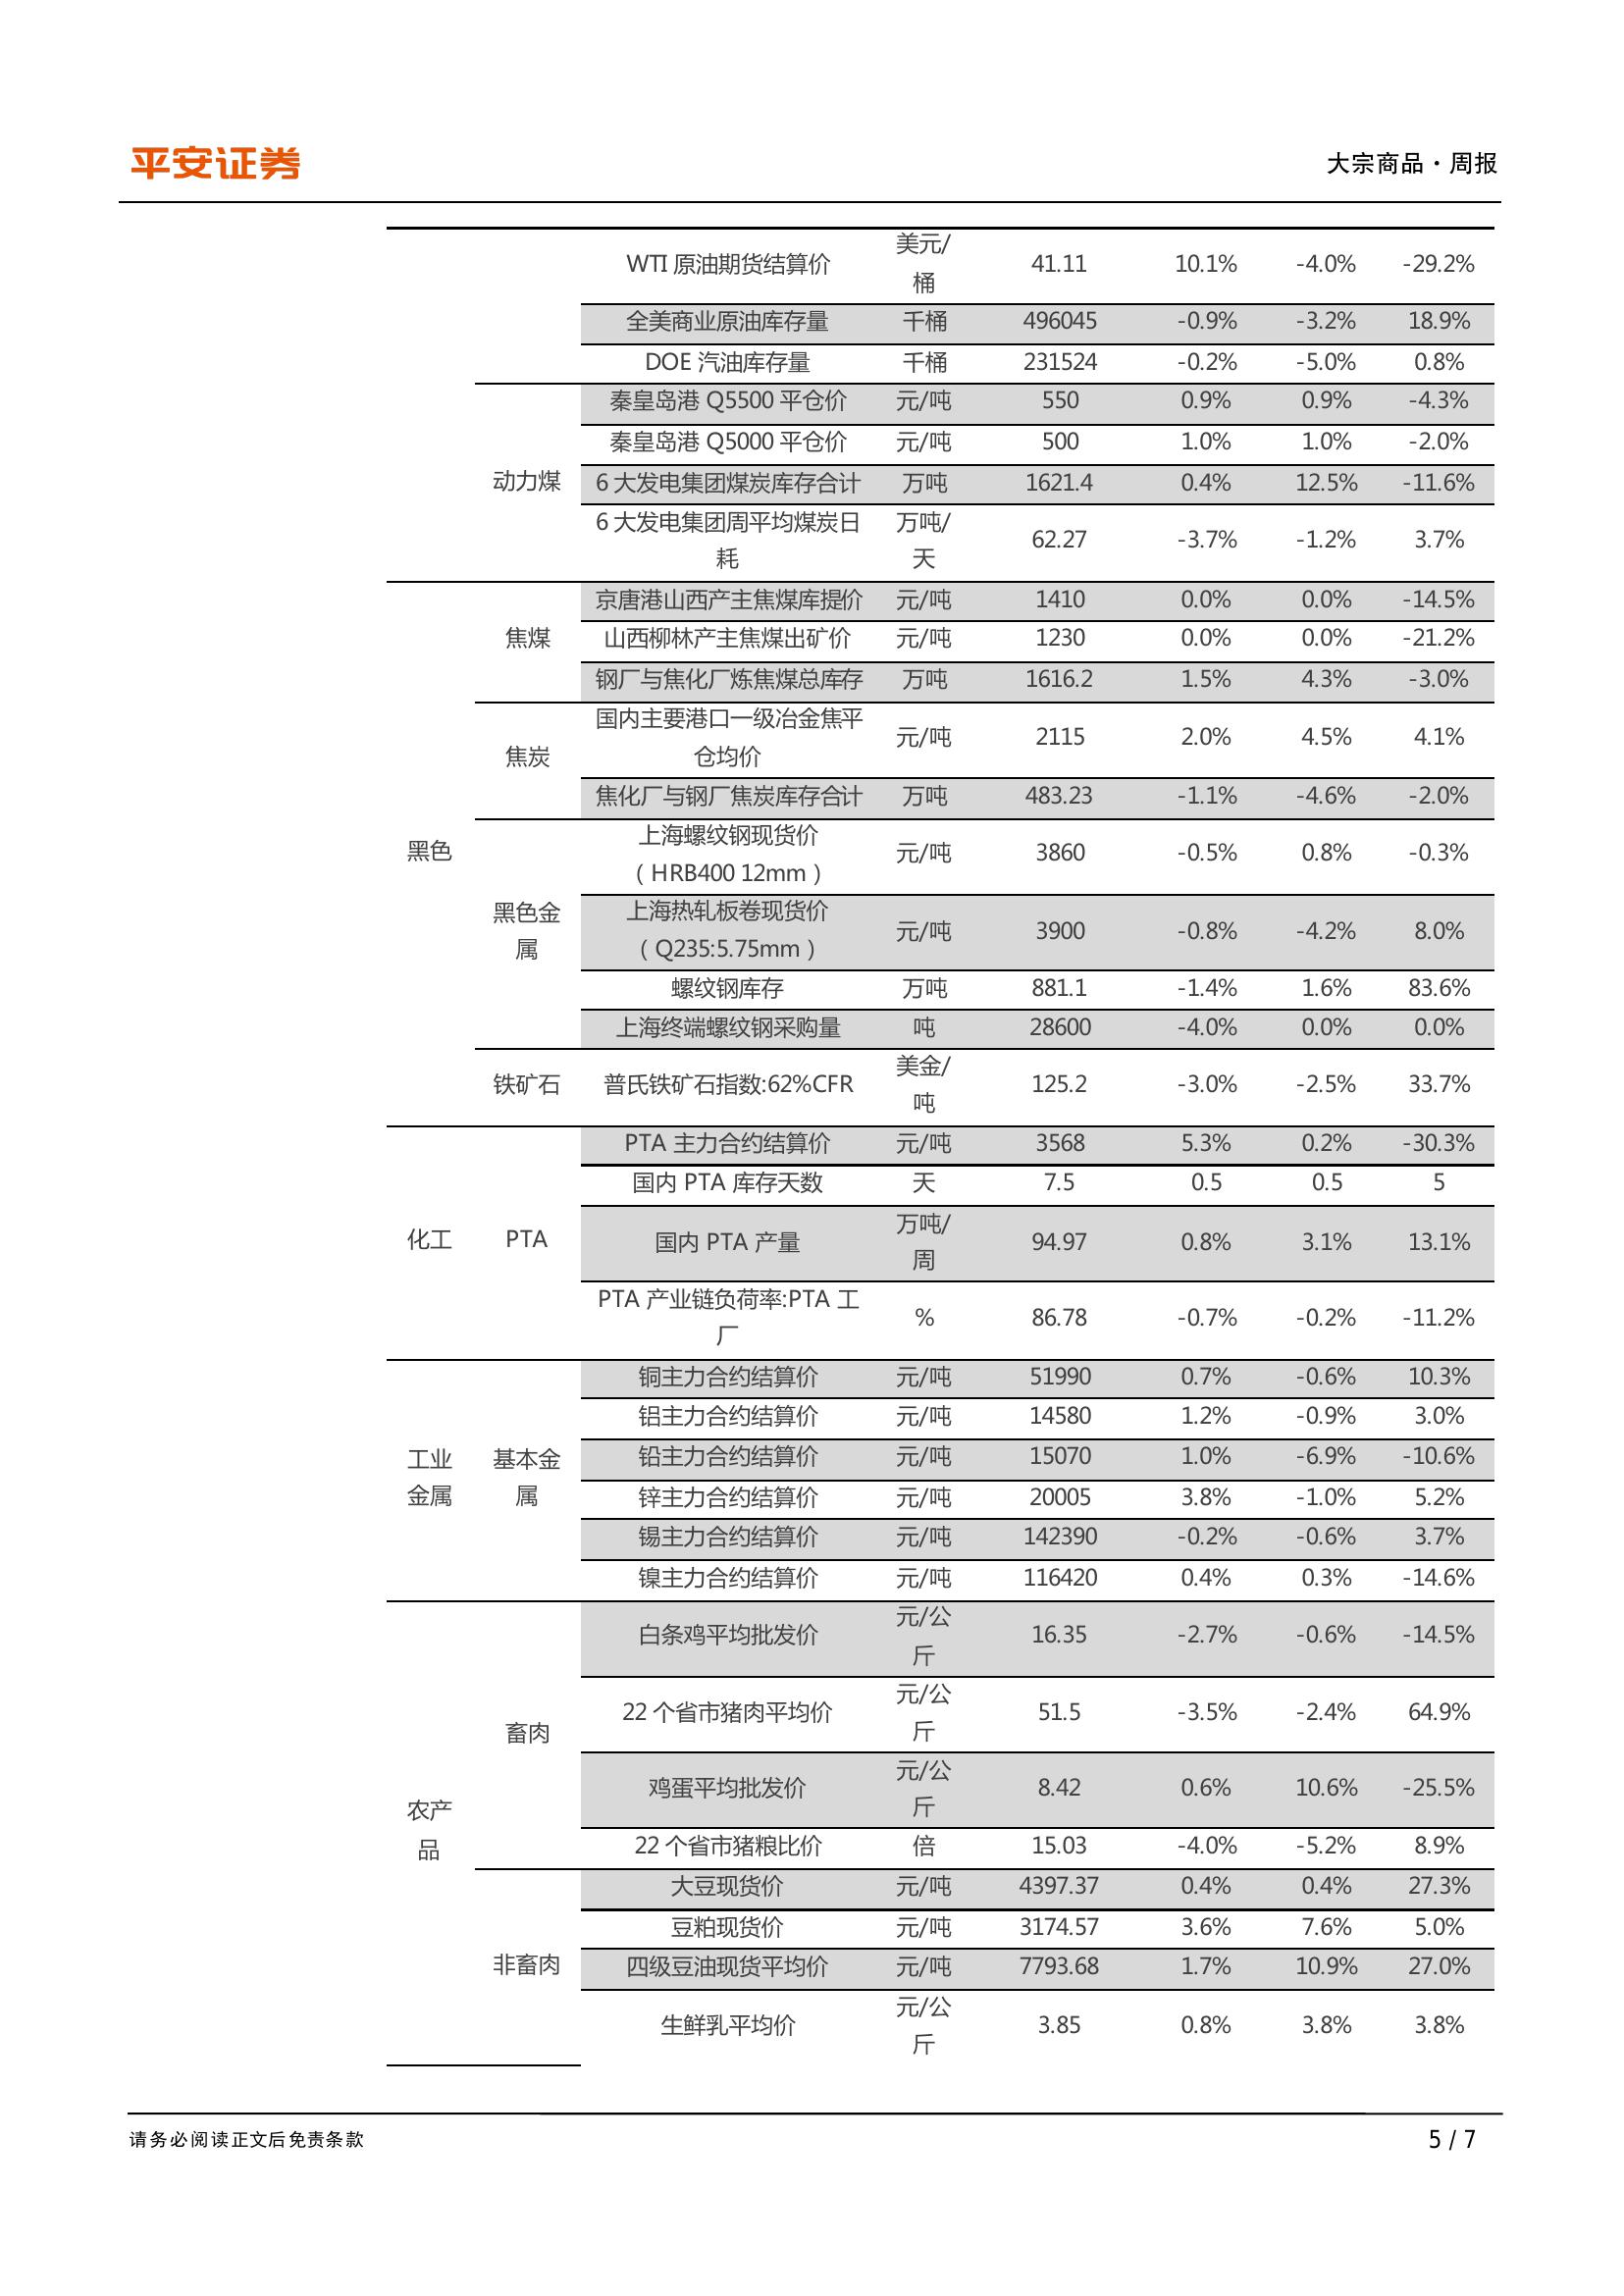 平安证券
大宗商品·周报
WTI 原油期货结算价 美元/桶 41.11 10.1% -4.0% -29.2%
全美商业原油库存量 千桶 496045 -0.9% -3.2% 18.9%
DOE 汽油库存量 千桶 231524 -0.2% -5.0% 0.8%
动力煤
秦皇岛港 Q5500 平仓价 元/吨 550 0.9% 0.9% -4.3%
秦皇岛港 Q5000 平仓价 元/吨 500 1.0% 1.0% -2.0%
6 大发电集团煤炭库存合计 万吨 1621.4 0.4% 12.5% -11.6%
6 大发电集团周平均煤炭日耗 万吨/天 62.27 -3.7% -1.2% 3.7%
黑色
焦煤
京唐港山西产主焦煤库提价 元/吨 1410 0.0% 0.0% -14.5%
山西柳林产主焦煤出矿价 元/吨 1230 0.0% 0.0% -21.2%
钢厂与焦化厂炼焦煤总库存 万吨 1616.2 1.5% 4.3% -3.0%
焦炭
国内主要港口一级冶金焦平仓均价 元/吨 2115 2.0% 4.5% 4.1%
焦化厂与钢厂焦炭库存合计 万吨 483.23 -1.1% -4.6% -2.0%
黑色金属
上海螺纹钢现货价（HRB400 12mm） 元/吨 3860 -0.5% 0.8% -0.3%
上海热轧板卷现货价（Q235:5.75mm） 元/吨 3900 -0.8% -4.2% 8.0%
螺纹钢库存 万吨 881.1 -1.4% 1.6% 83.6%
上海终端螺纹钢采购量 吨 28600 -4.0% 0.0% 0.0%
铁矿石
普氏铁矿石指数:62%CFR 美金/吨 125.2 -3.0% -2.5% 33.7%
化工
PTA
PTA 主力合约结算价 元/吨 3568 5.3% 0.2% -30.3%
国内 PTA 库存天数 天 7.5 0.5 0.5 5
国内 PTA 产量 万吨/周 94.97 0.8% 3.1% 13.1%
PTA 产业链负荷率:PTA 工厂 % 86.78 -0.7% -0.2% -11.2%
工业金属
基本金属
铜主力合约结算价 元/吨 51990 0.7% -0.6% 10.3%
铝主力合约结算价 元/吨 14580 1.2% -0.9% 3.0%
铅主力合约结算价 元/吨 15070 1.0% -6.9% -10.6%
锌主力合约结算价 元/吨 20005 3.8% -1.0% 5.2%
锡主力合约结算价 元/吨 142390 -0.2% -0.6% 3.7%
镍主力合约结算价 元/吨 116420 0.4% 0.3% -14.6%
农产品
畜肉
白条鸡平均批发价 元/公斤 16.35 -2.7% -0.6% -14.5%
22 个省市猪肉平均价 元/公斤 51.5 -3.5% -2.4% 64.9%
鸡蛋平均批发价 元/公斤 8.42 0.6% 10.6% -25.5%
22 个省市猪粮比价 倍 15.03 -4.0% -5.2% 8.9%
非畜肉
大豆现货价 元/吨 4397.37 0.4% 0.4% 27.3%
豆粕现货价 元/吨 3174.57 3.6% 7.6% 5.0%
四级豆油现货平均价 元/吨 7793.68 1.7% 10.9% 27.0%
生鲜乳平均价 元/公斤 3.85 0.8% 3.8% 3.8%
请务必阅读正文后免责条款
5 / 7